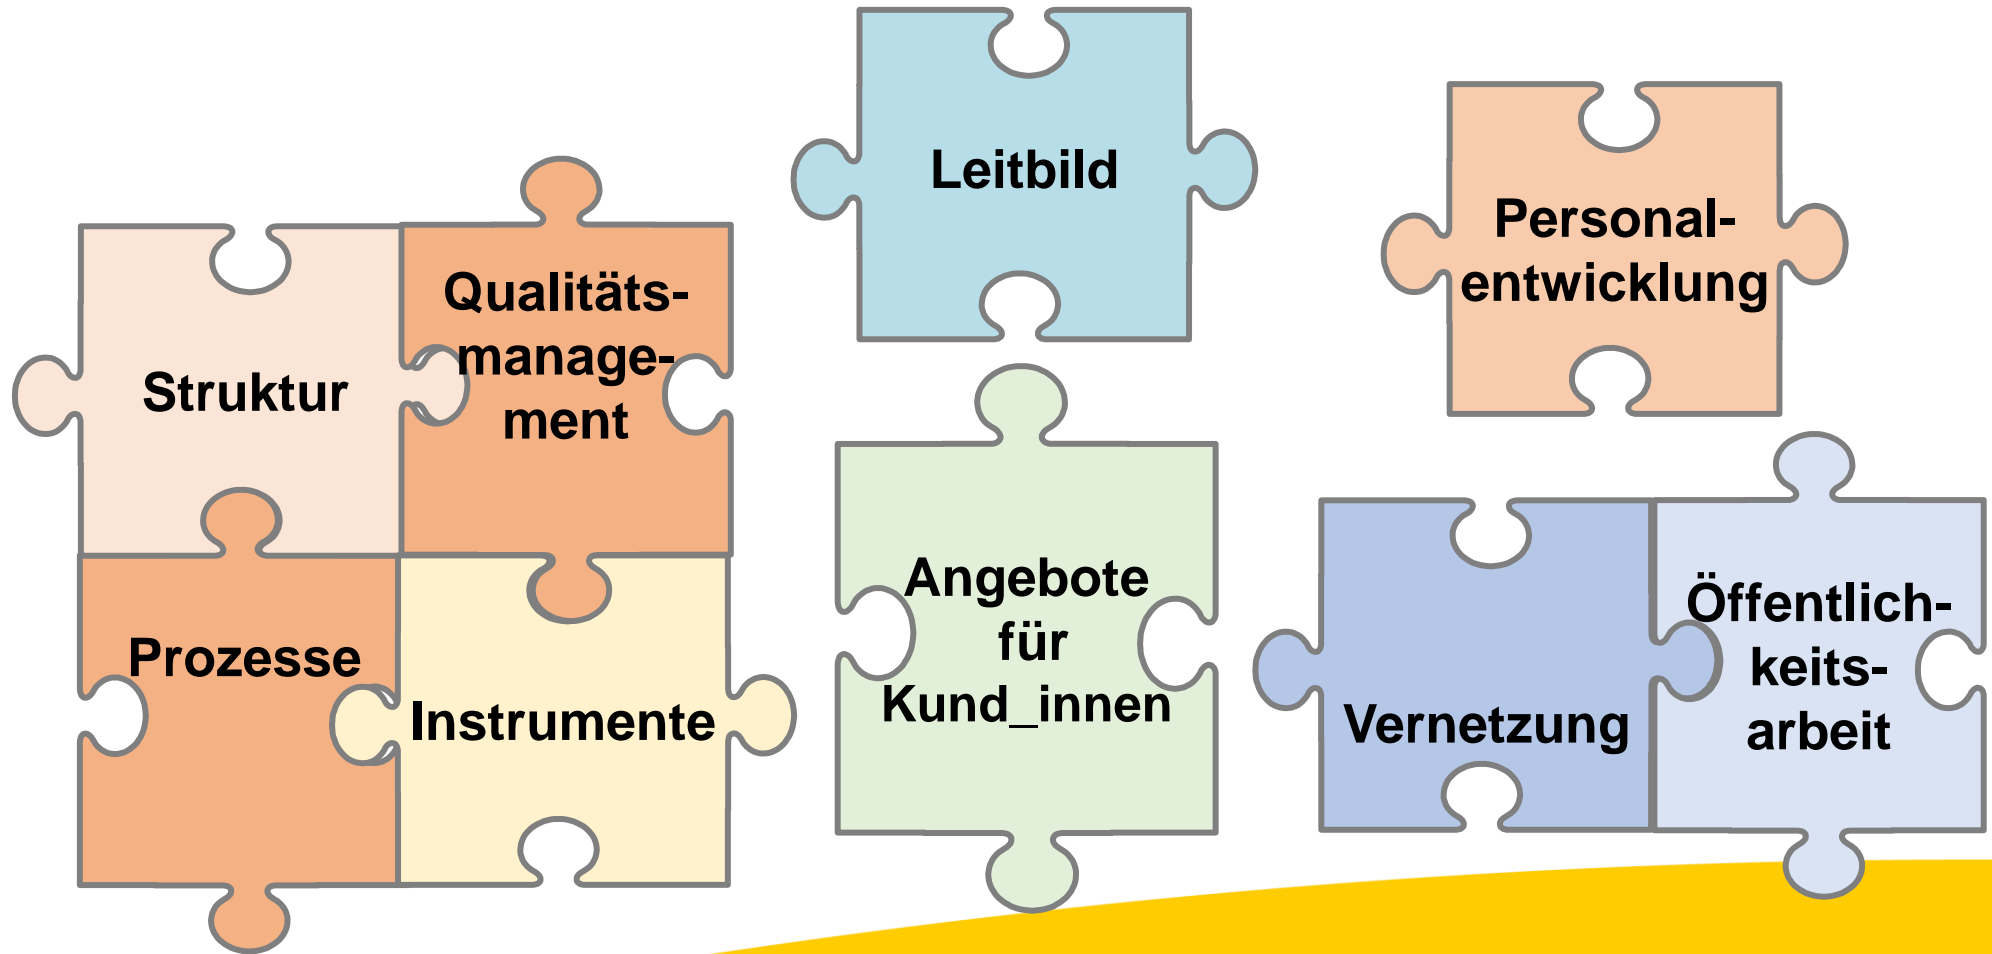 Struktur
Qualitäts-
manage-
ment
Prozesse
Instrumente
Leitbild
Angebote
für
Kund_innen
Personal-
entwicklung
Vernetzung
Öffentlich-
keits-
arbeit